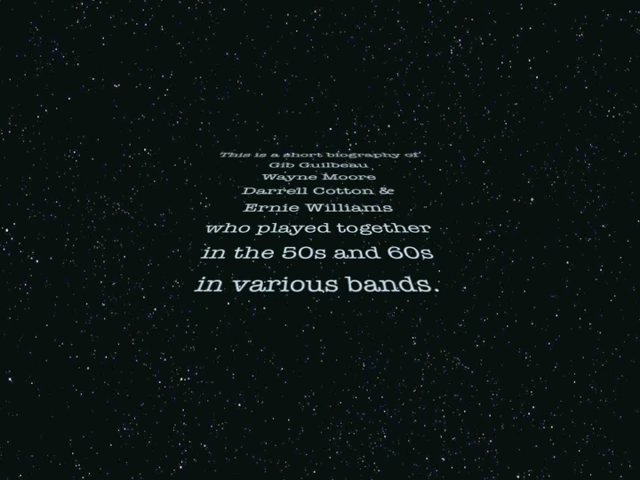 This is a short biography of
Gib Guilbeau
Wayne Moore
Darrell Cotton &
Ernie Williams
who played together
in the 50s and 60s
in various bands.